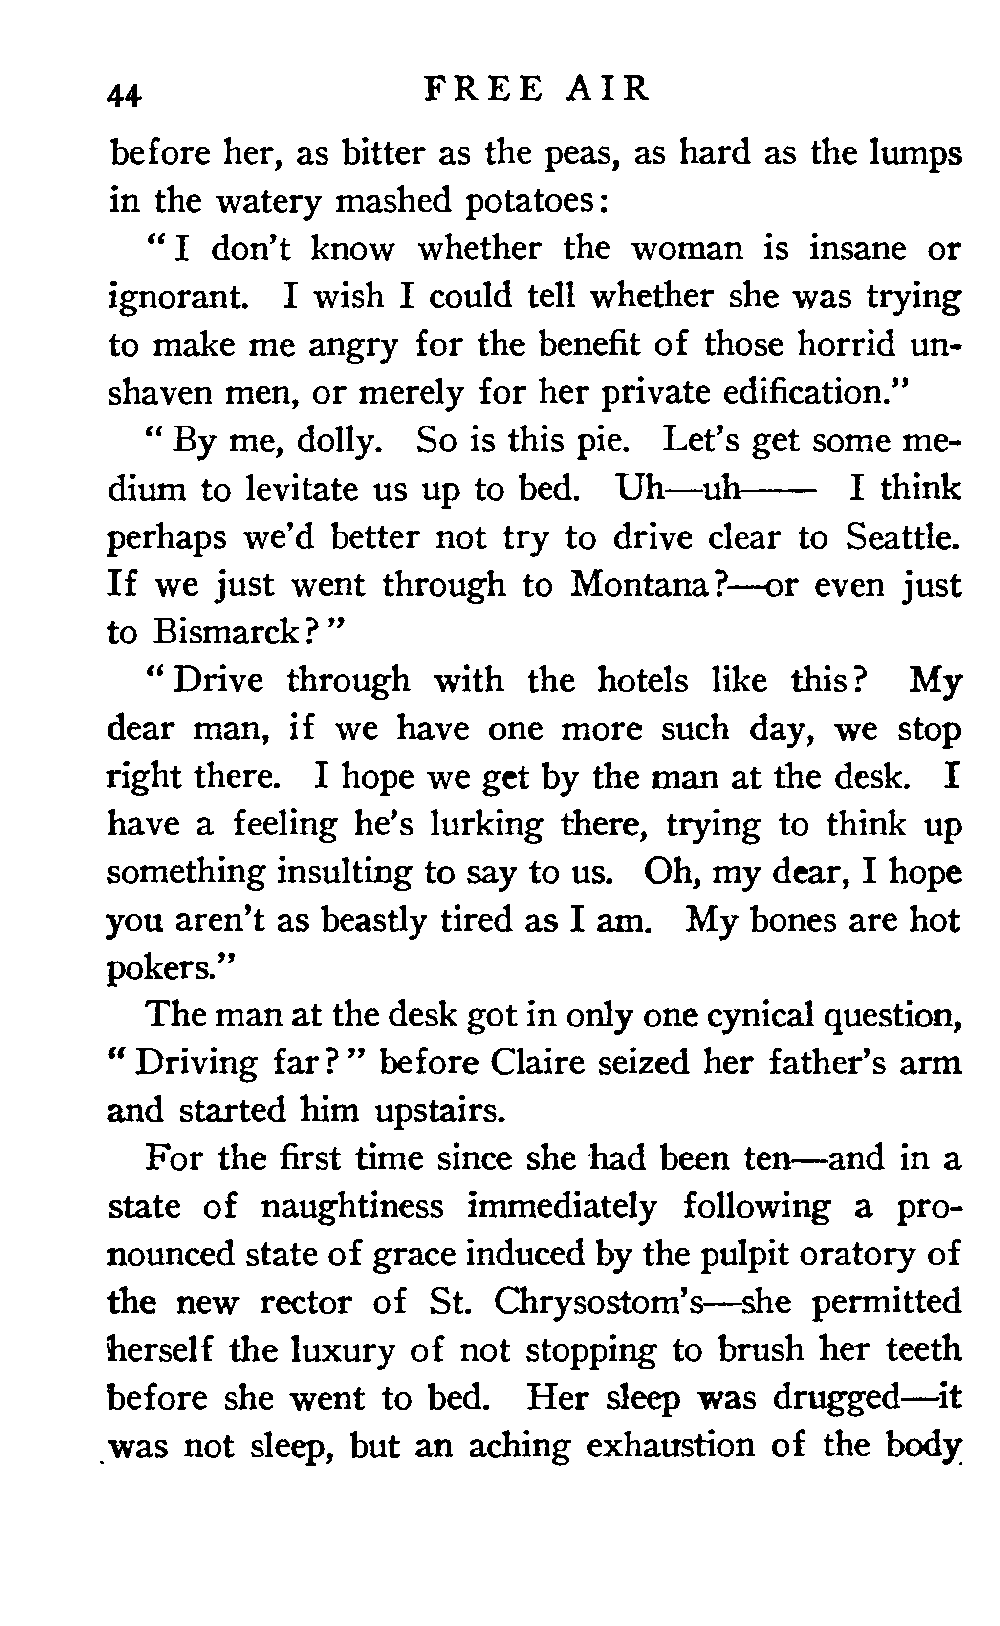 44 FREE AIR
before her, as bitter as the peas, as hard as the lumps
in the watery mashed potatoes:
“ I don’t know whether the woman is insane or
ignorant. I wish I could tell whether she was trying
to make me angry for the benefit of those horrid un-
shaven men, or merely for her private edification.”
“ By me, dolly. So is this pie. Let’s get some me-
dium to levitate us up to bed. Uh—uh—— I think
perhaps we’d better not try to drive clear to Seattle.
If we just went through to Montana?—or even just
to Bismarck? ”
“ Drive through with the hotels like this? My
dear man, if we have one more such day, we stop
right there. I hope we get by the man at the desk. I
have a feeling he’s lurking there, trying to think up
something insulting to say to us. Oh, my dear, I hope
you aren’t as beastly tired as I am. My bones are hot
pokers.”
The man at the desk got in only one cynical question,
“ Driving far? ” before Claire seized her father’s arm
and started him upstairs.
For the first time since she had been ten—and in a
state of naughtiness immediately following a pro-
nounced state of grace induced by the pulpit oratory of
the new rector of St. Chrysostom’s—she permitted
herself the luxury of not stopping to brush her teeth
before she went to bed. Her sleep was drugged—it
was not sleep, but an aching exhaustion of the body